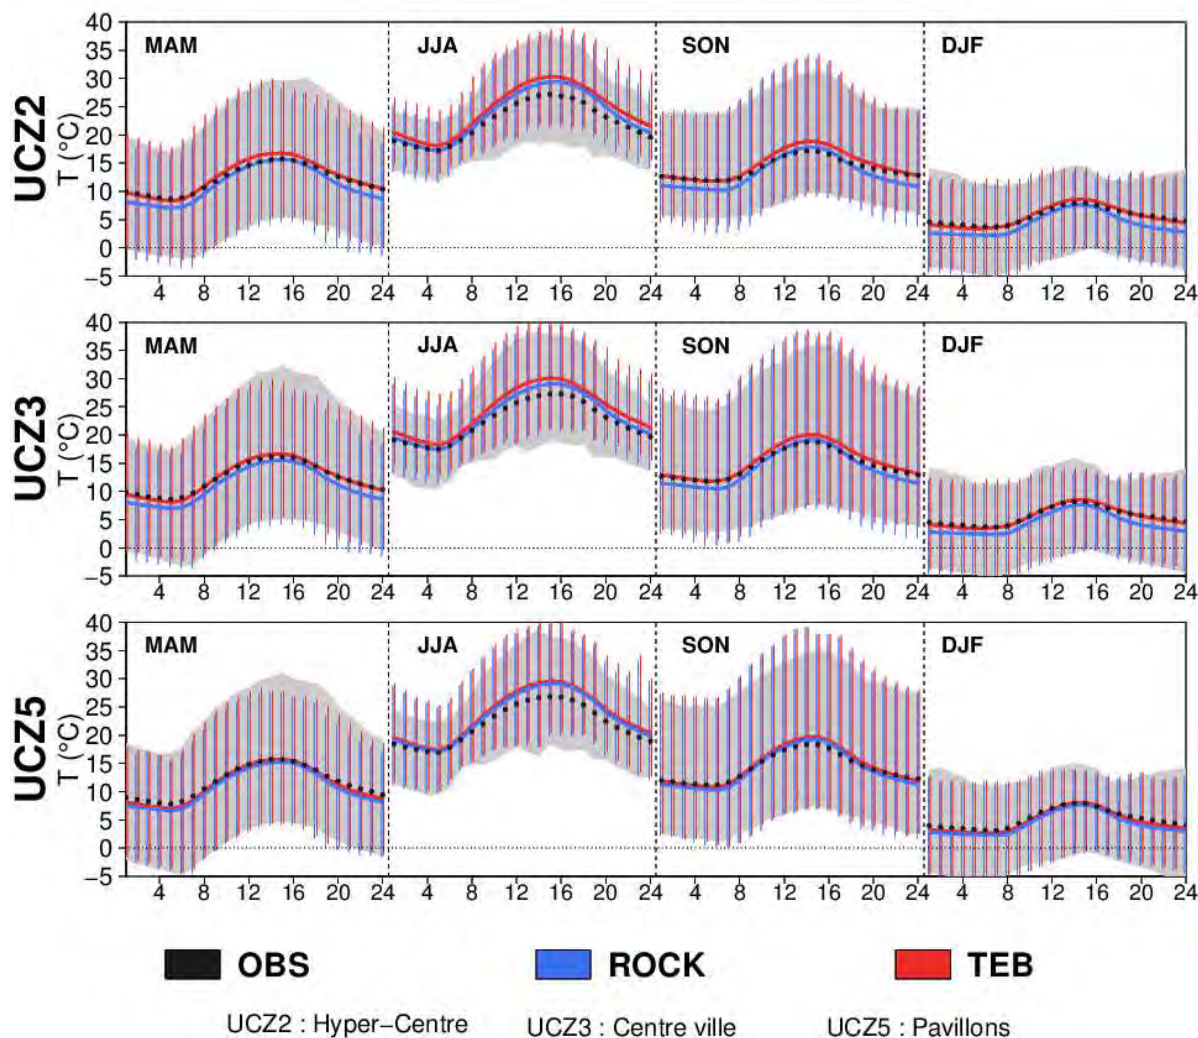 UCZ2
T (°C)
40
35
30
25
20
15
10
5
0
−5
MAM JJA SON DJF
4 8 12 16 20 24 4 8 12 16 20 24 4 8 12 16 20 24 4 8 12 16 20 24
UCZ3
T (°C)
40
35
30
25
20
15
10
5
0
−5
MAM JJA SON DJF
4 8 12 16 20 24 4 8 12 16 20 24 4 8 12 16 20 24 4 8 12 16 20 24
UCZ5
T (°C)
40
35
30
25
20
15
10
5
0
−5
MAM JJA SON DJF
4 8 12 16 20 24 4 8 12 16 20 24 4 8 12 16 20 24 4 8 12 16 20 24
OBS ROCK TEB
UCZ2 : Hyper−Centre UCZ3 : Centre ville UCZ5 : Pavillons